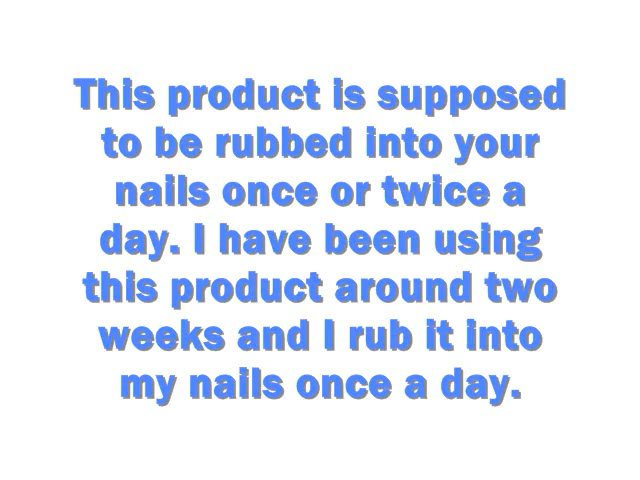 This product is supposed
to be rubbed into your
nails once or twice a
day. I have been using
this product around two
weeks and I rub it into
my nails once a day.